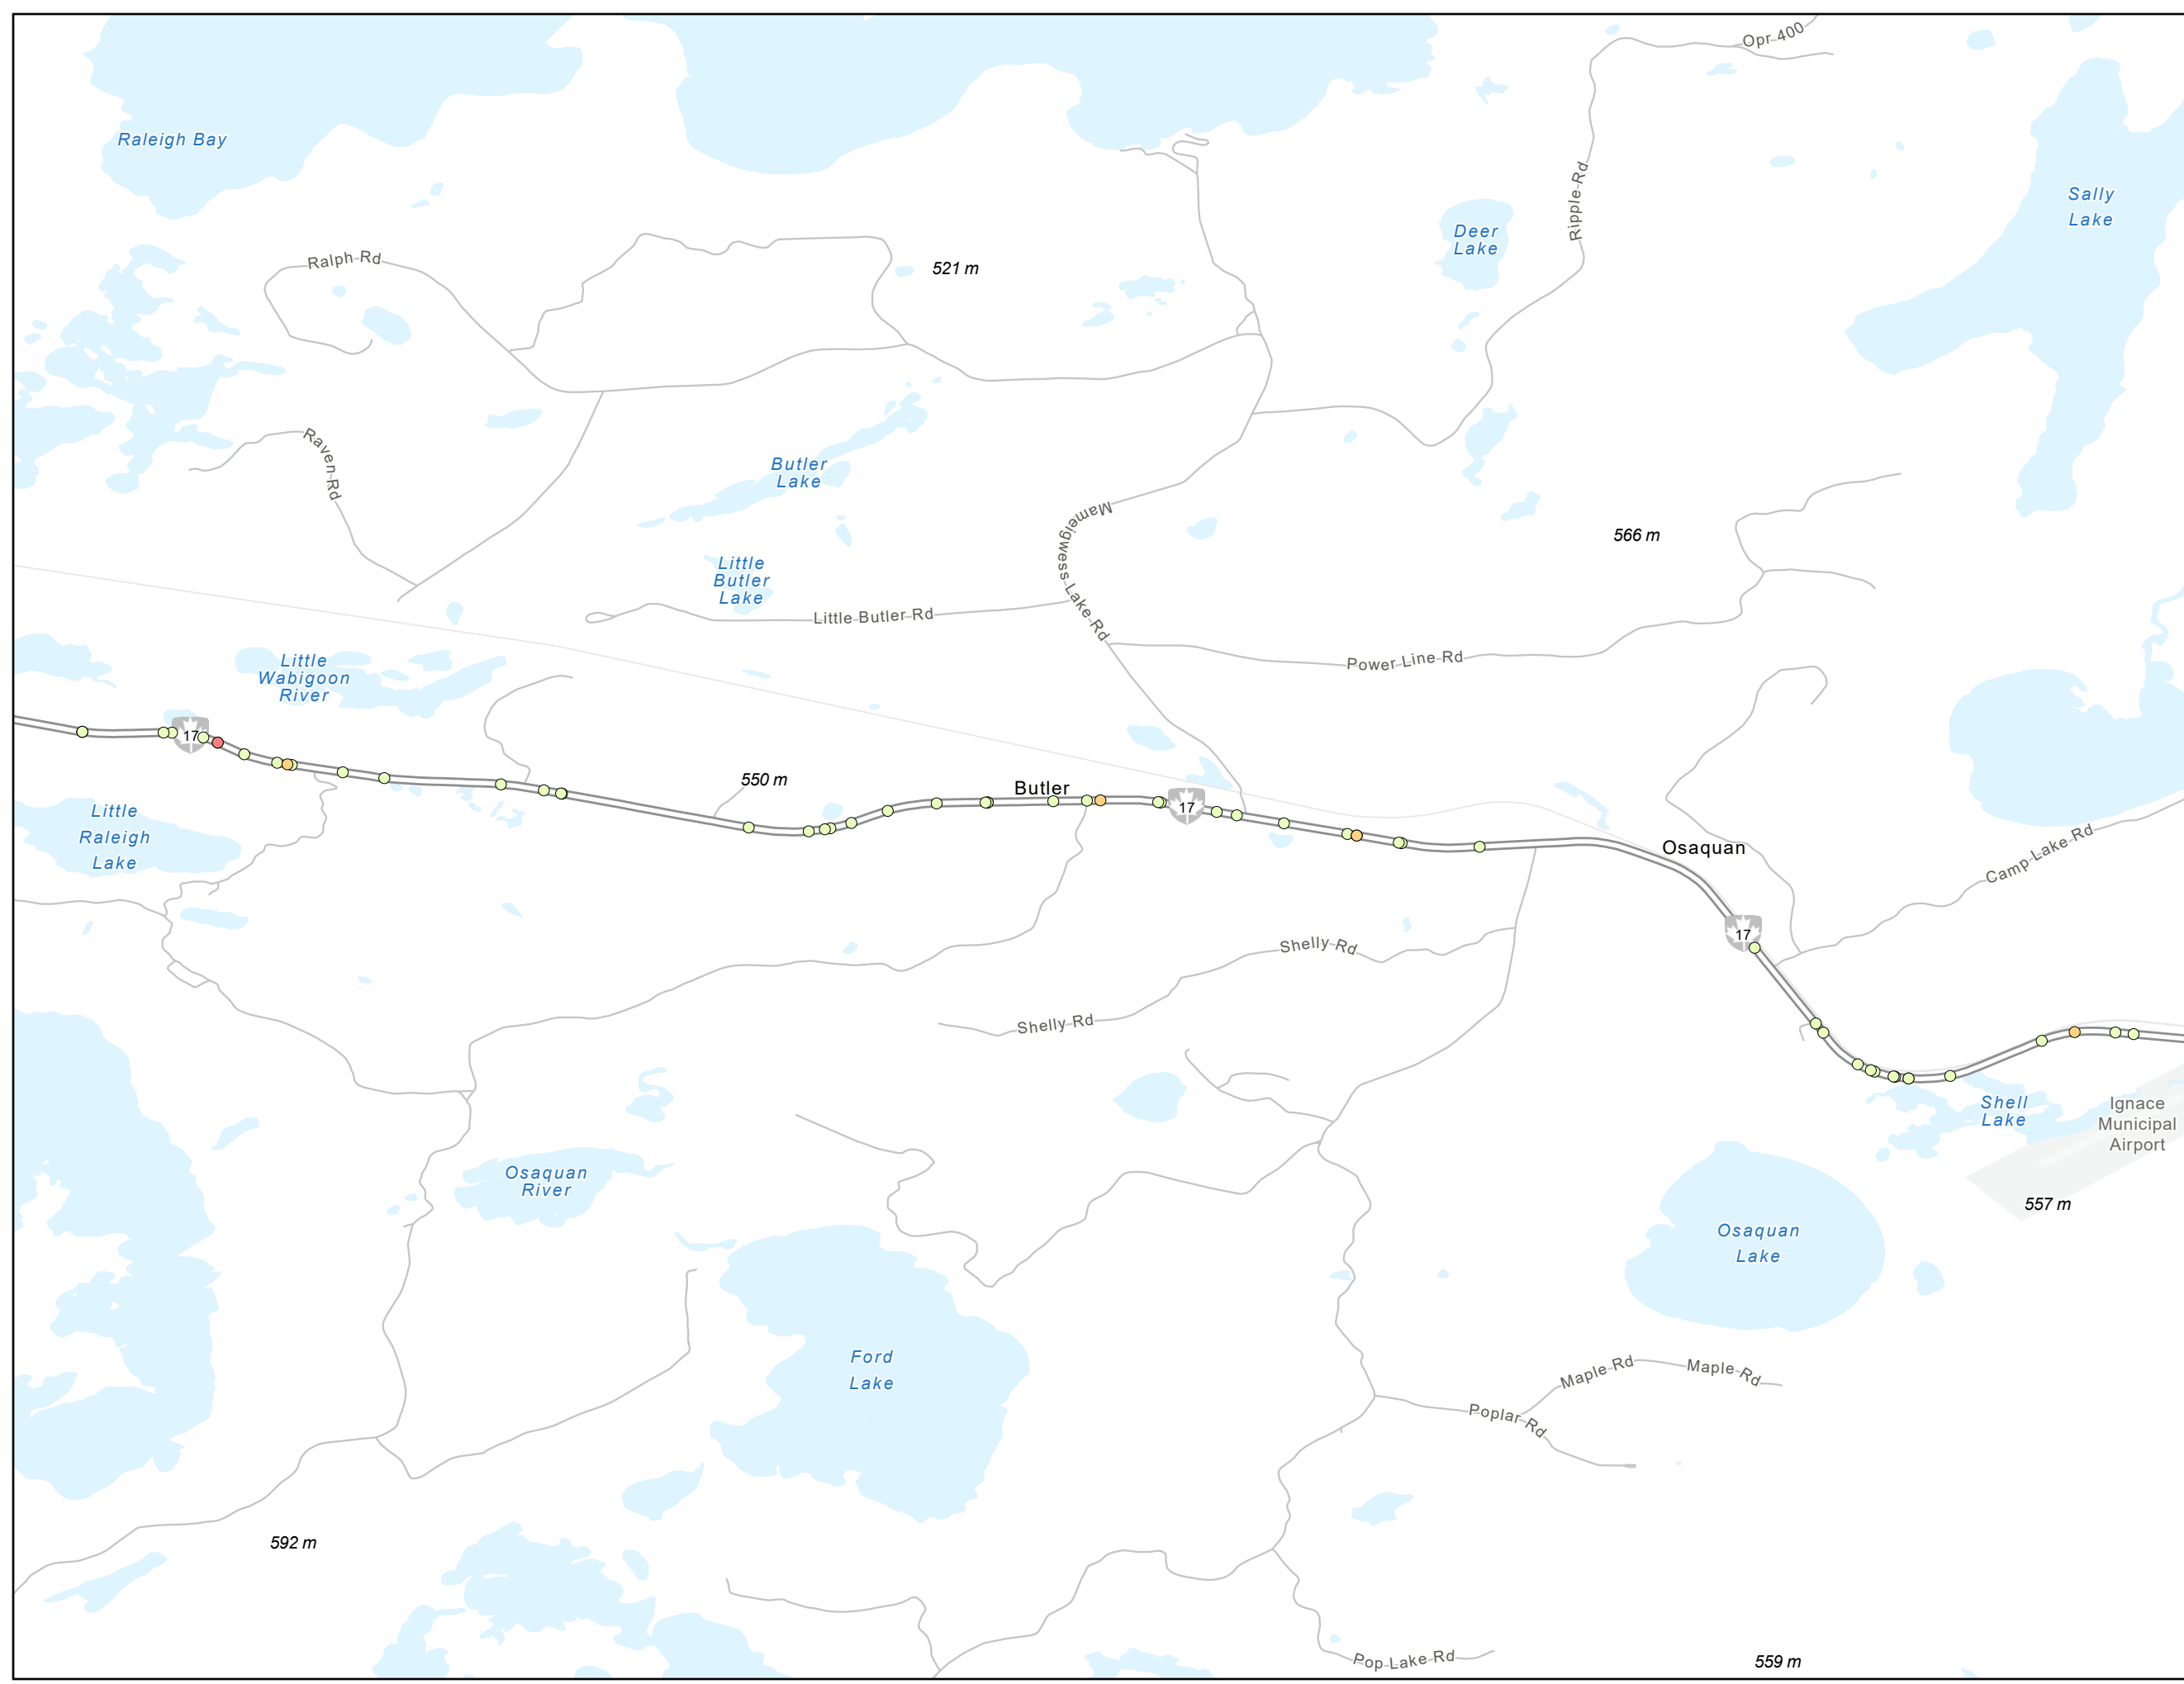 Opr 400
Raleigh Bay
Ripple Rd
Sally
Lake
Deer
Lake
Ralph Rd
521 m
Raven Rd
Butler
Lake
Mameigwess Lake Rd
566 m
Little
Butler
Lake
Little Butler Rd
Power Line Rd
Little
Wabigoon
River
17
550 m
Butler
17
Little
Raleigh
Lake
Osaquan
Camp Lake Rd
17
Shelly Rd
Shelly Rd
Shell
Lake
Ignace
Municipal
Airport
Osaquan
River
557 m
Osaquan
Lake
Ford
Lake
Maple Rd
Maple Rd
Poplar Rd
592 m
Pop Lake Rd
559 m